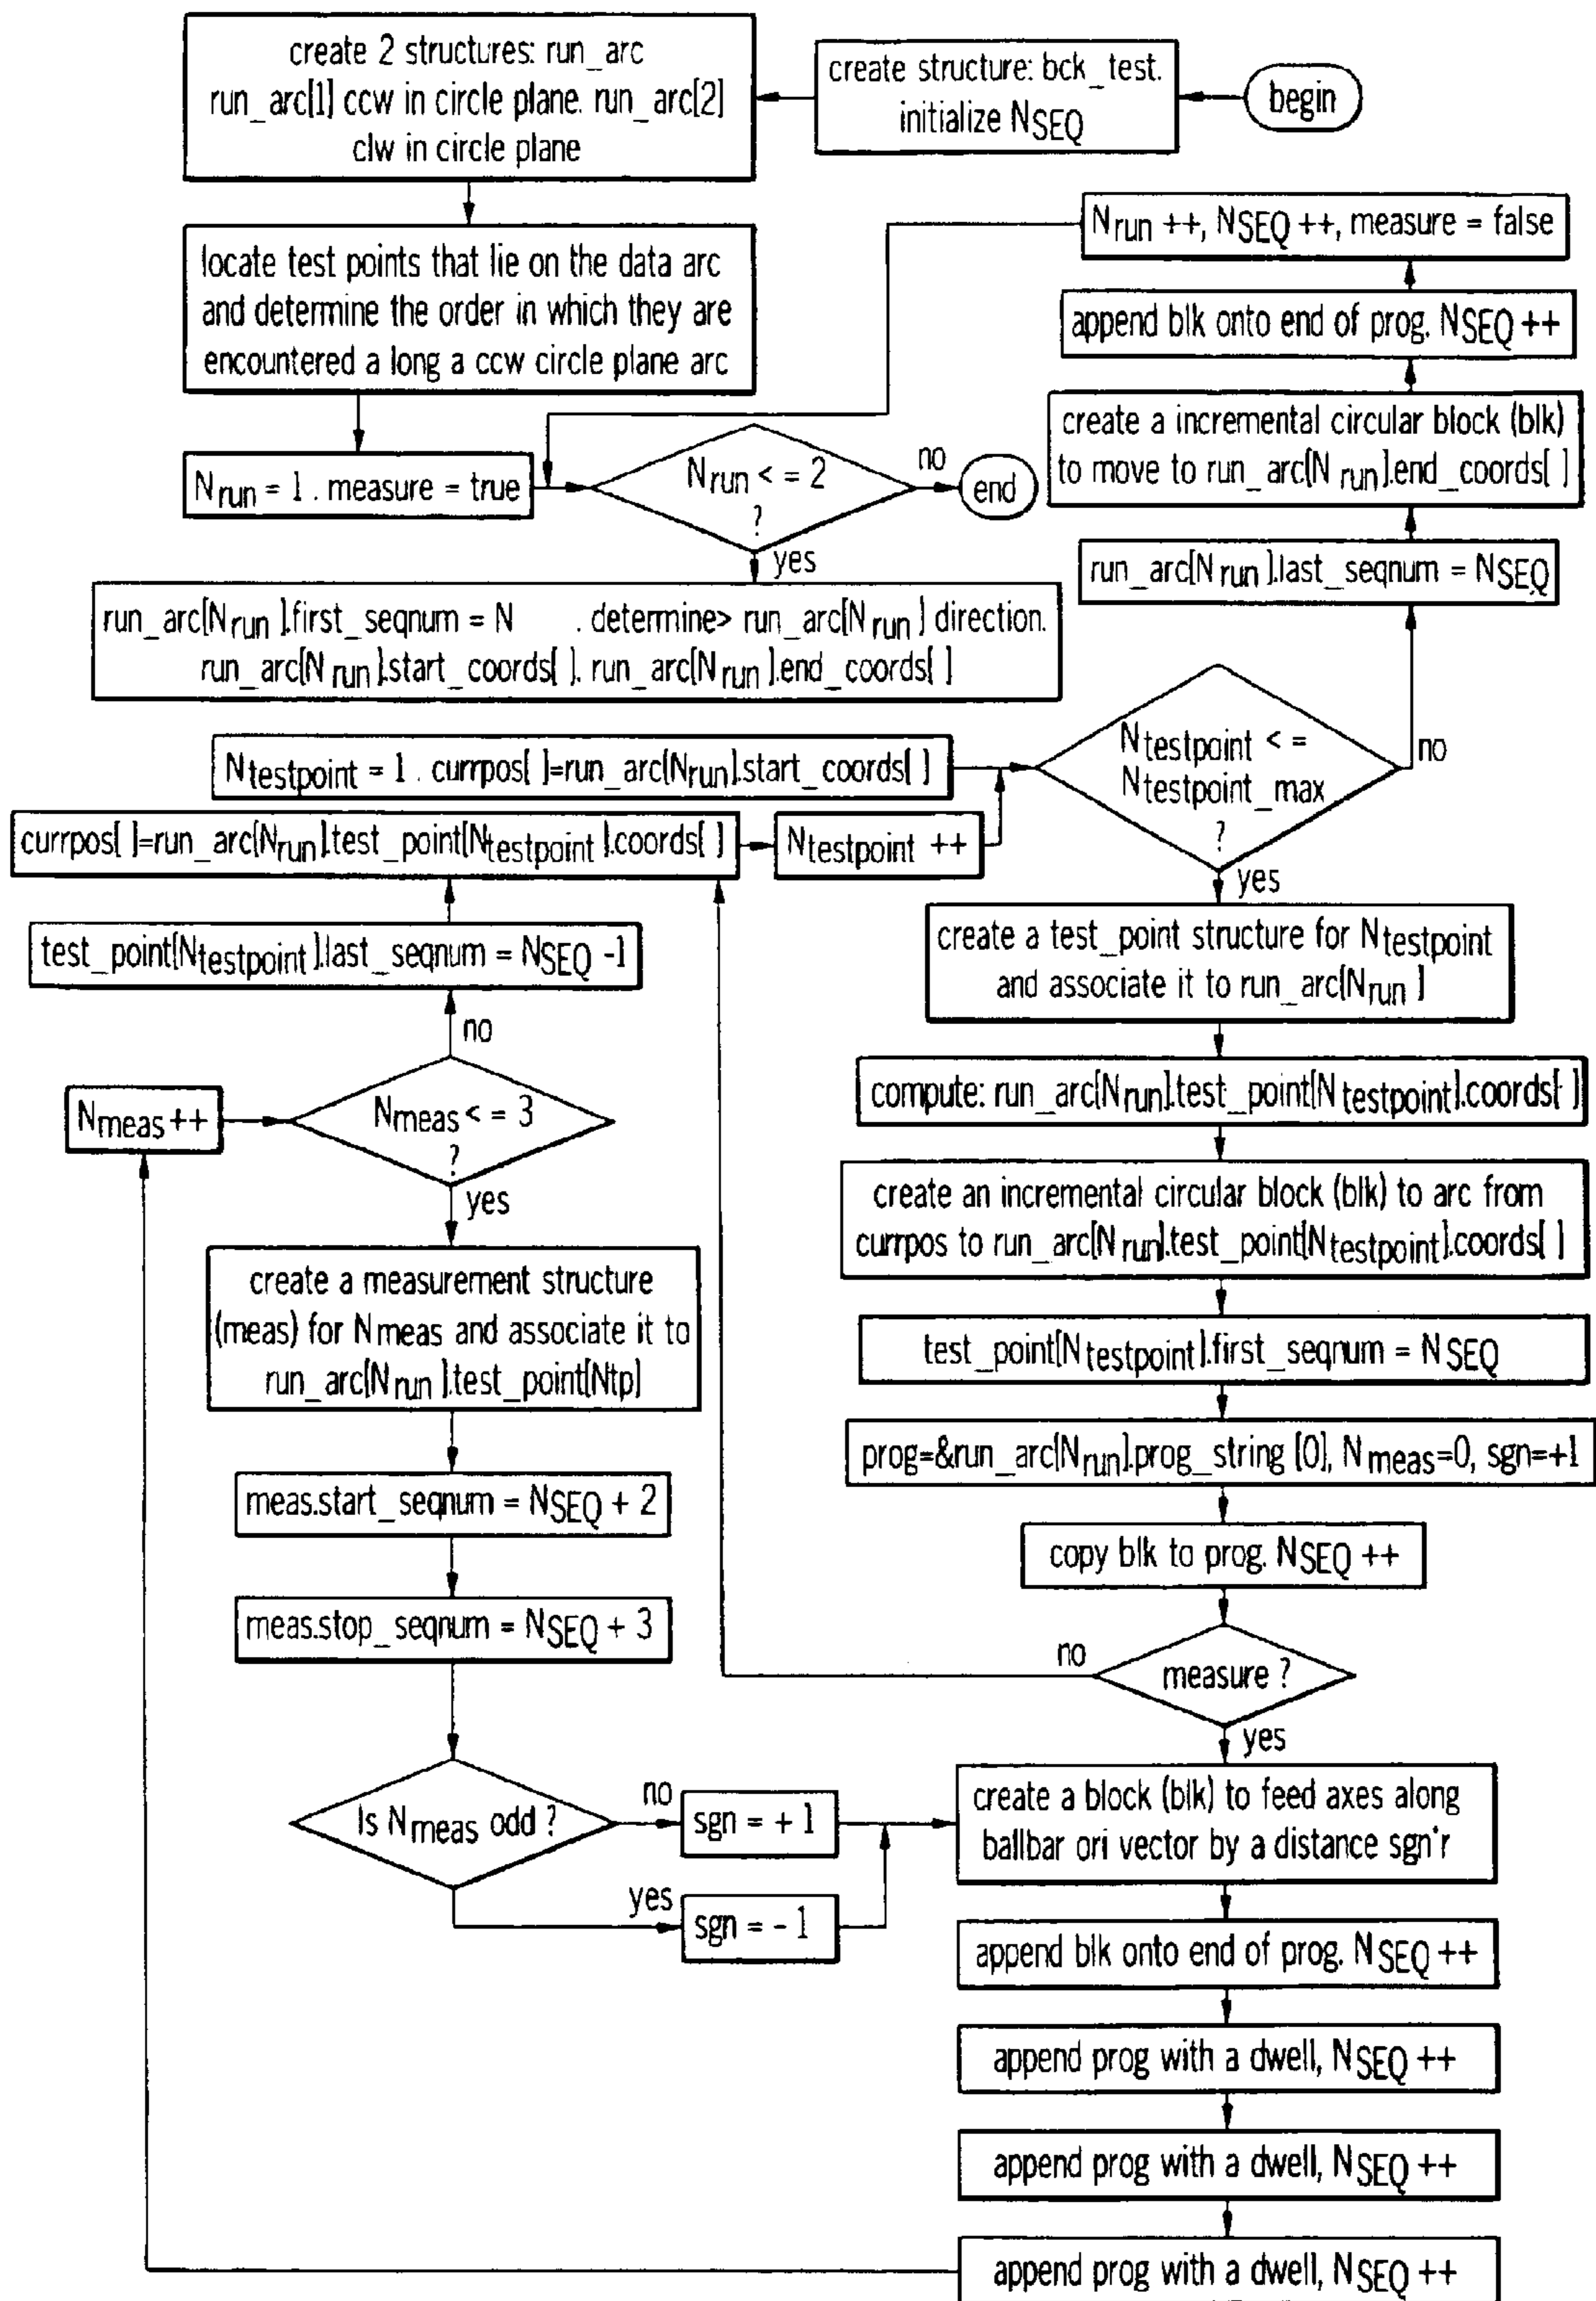 begin
create structure: bck_test.
initialize NSEQ
create 2 structures: run_arc
run_arc[1] ccw in circle plane. run_arc[2]
clw in circle plane
locate test points that lie on the data arc
and determine the order in which they are
encountered a long a ccw circle plane arc
Nrun = 1 . measure = true
Nrun < = 2
?
no
end
yes
run_arc[Nrun].first_seqnum = N . determine> run_arc[Nrun] direction.
run_arc[Nrun].start_coords[ ]. run_arc[Nrun].end_coords[ ]
Nrun ++, NSEQ ++, measure = false
append blk onto end of prog. NSEQ ++
create a incremental circular block (blk)
to move to run_arc[Nrun].end_coords[ ]
run_arc[Nrun].last_seqnum = NSEQ
Ntestpoint = 1 . currpos[ ]=run_arc[Nrun].start_coords[ ]
Ntestpoint < =
Ntestpoint_max
?
no
yes
currpos[ ]=run_arc[Nrun].test_point[Ntestpoint].coords[ ]
Ntestpoint ++
test_point[Ntestpoint].last_seqnum = NSEQ -1
no
Nmeas ++
Nmeas < = 3
?
yes
create a measurement structure
(meas) for Nmeas and associate it to
run_arc[Nrun].test_point[Ntp]
meas.start_seqnum = NSEQ + 2
meas.stop_seqnum = NSEQ + 3
Is Nmeas odd ?
no
sgn = + 1
yes
sgn = - 1
create a test_point structure for Ntestpoint
and associate it to run_arc[Nrun]
compute: run_arc[Nrun].test_point[Ntestpoint].coords[ ]
create an incremental circular block (blk) to arc from
currpos to run_arc[Nrun].test_point[Ntestpoint].coords[ ]
test_point[Ntestpoint].first_seqnum = NSEQ
prog=&run_arc[Nrun].prog_string [0], Nmeas=0, sgn=+1
copy blk to prog. NSEQ ++
no
measure ?
yes
create a block (blk) to feed axes along
ballbar ori vector by a distance sgn*r
append blk onto end of prog. NSEQ ++
append prog with a dwell, NSEQ ++
append prog with a dwell, NSEQ ++
append prog with a dwell, NSEQ ++